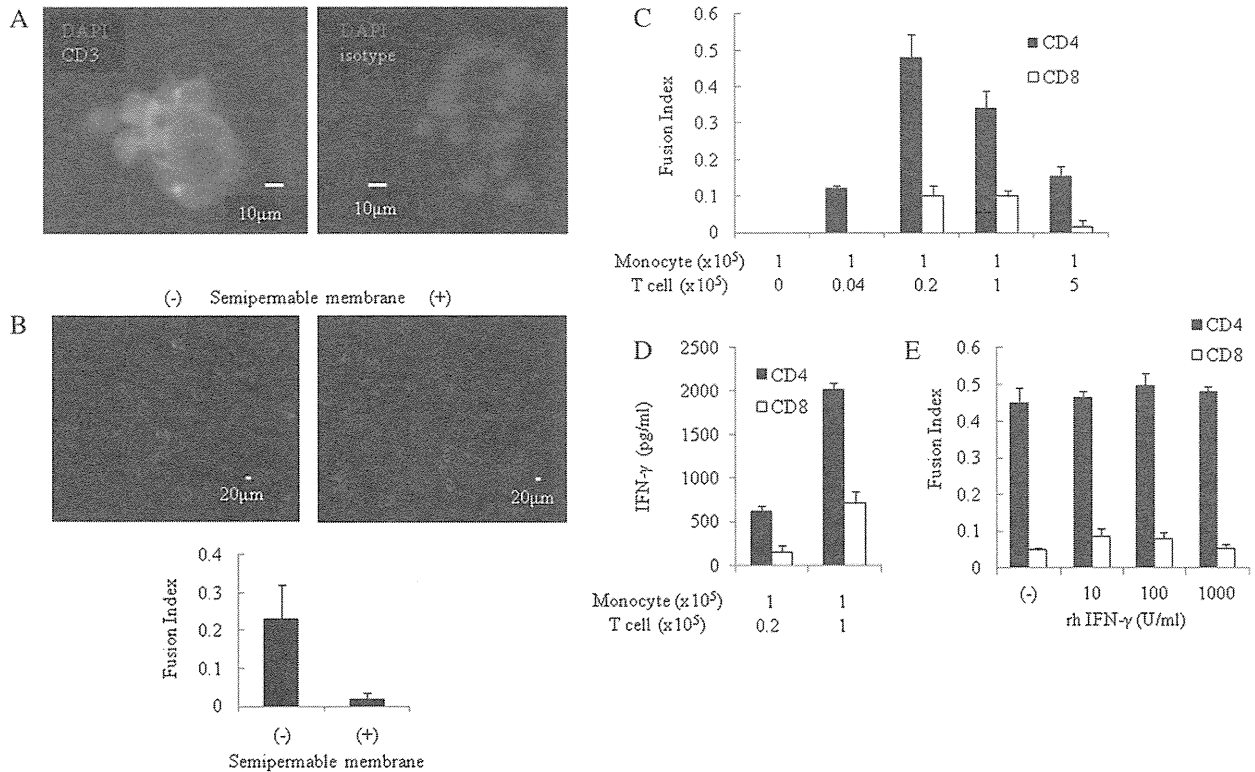 A
DAPI
CD3
10μm
DAPI
isotype
10μm
(-) Semipermable membrane (+)
B
20μm
20μm
Fusion Index
0.4
0.3
0.2
0.1
0
(-) (+)
Semipermable membrane
C
Fusion Index
0.6
0.5
0.4
0.3
0.2
0.1
0
CD4
CD8
Monocyte (x10⁵) 1 1 1 1 1
T cell (x10⁵) 0 0.04 0.2 1 5
D
IFN-γ (pg/ml)
2500
2000
1500
1000
500
0
CD4
CD8
Monocyte (x10⁵) 1 1
T cell (x10⁵) 0.2 1
E
CD4
CD8
Fusion Index
0.6
0.5
0.4
0.3
0.2
0.1
0
(-) 10 100 1000
rh IFN-γ (U/ml)